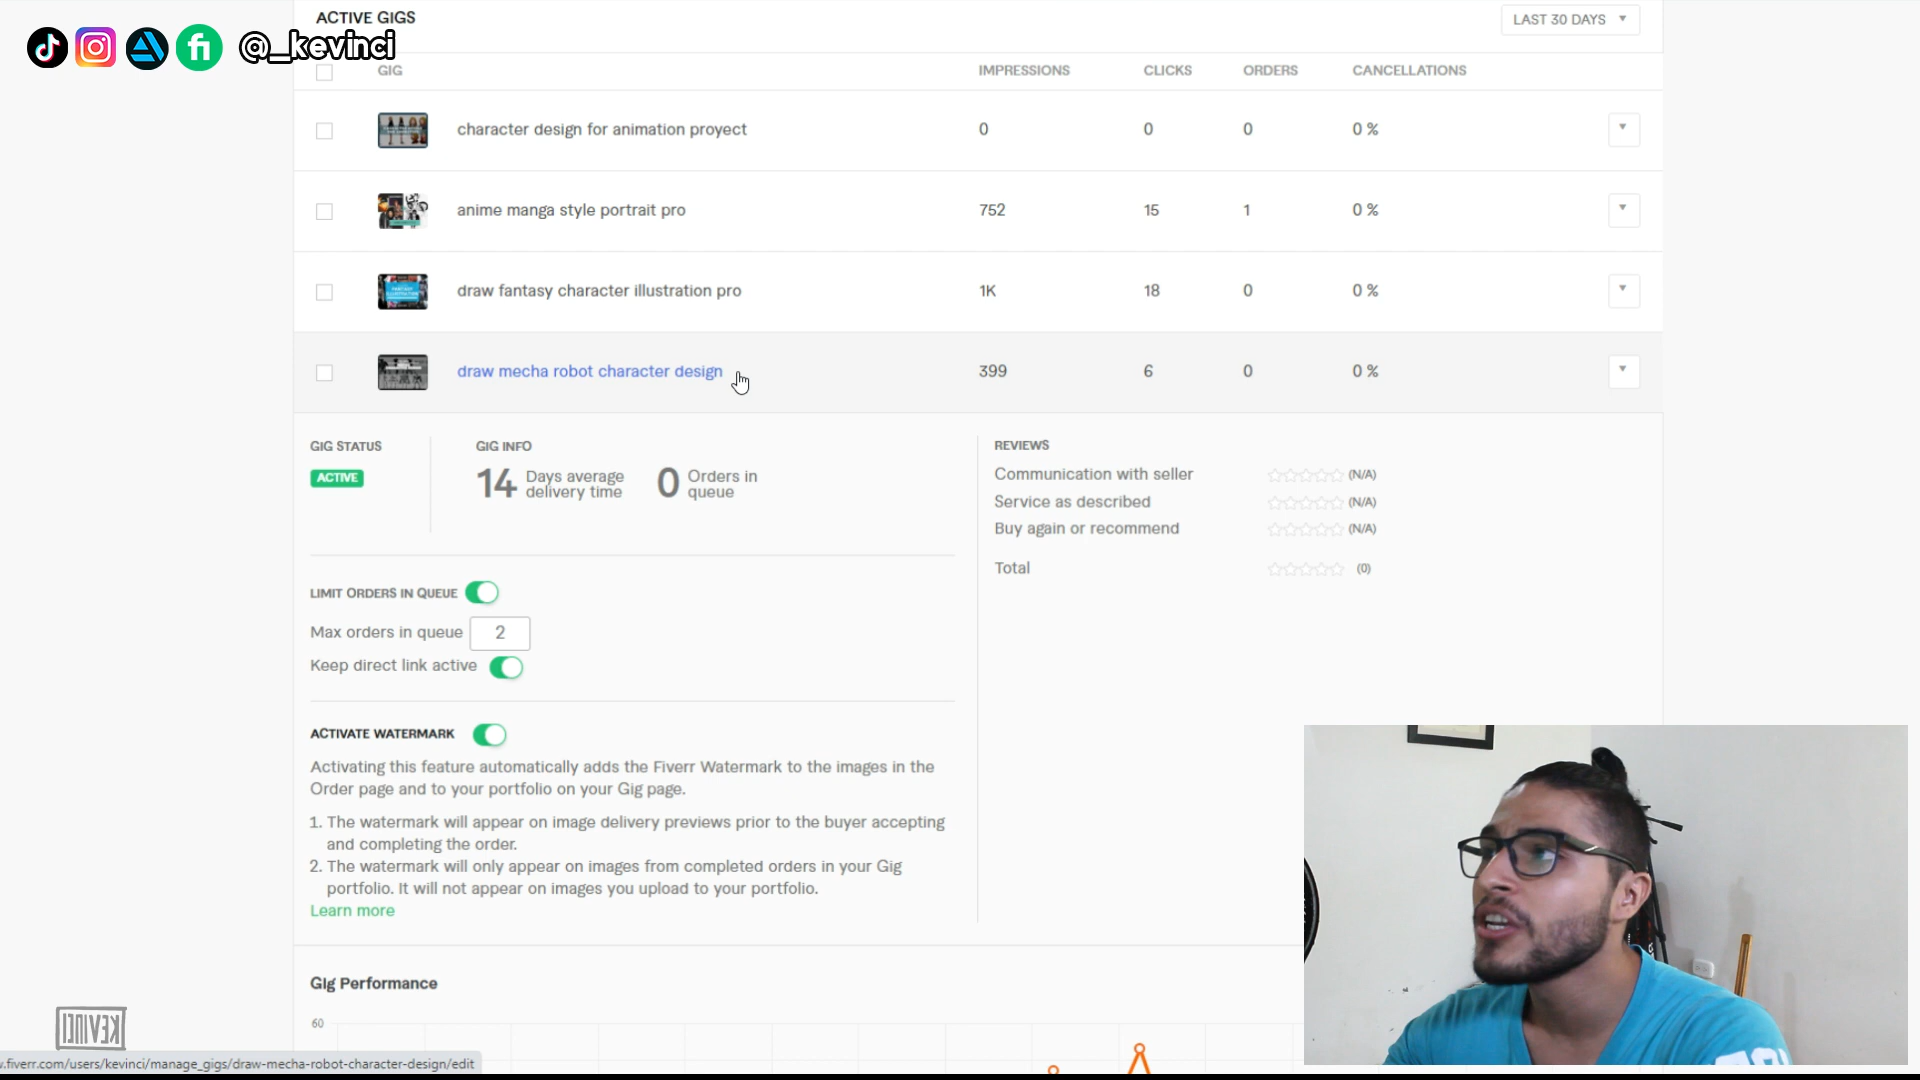 ACTIVE GIGS
LAST 30 DAYS
@_kevinci
GIG IMPRESSIONS CLICKS ORDERS CANCELLATIONS
character design for animation proyect 0 0 0 0 %
anime manga style portrait pro 752 15 1 0 %
draw fantasy character illustration pro 1K 18 0 0 %
draw mecha robot character design 399 6 0 0 %
GIG STATUS
ACTIVE
GIG INFO
14 Days average
delivery time
0 Orders in
queue
REVIEWS
Communication with seller (N/A)
Service as described (N/A)
Buy again or recommend (N/A)
Total (0)
LIMIT ORDERS IN QUEUE
Max orders in queue 2
Keep direct link active
ACTIVATE WATERMARK
Activating this feature automatically adds the Fiverr Watermark to the images in the
Order page and to your portfolio on your Gig page.
1. The watermark will appear on image delivery previews prior to the buyer accepting
and completing the order.
2. The watermark will only appear on images from completed orders in your Gig
portfolio. It will not appear on images you upload to your portfolio.
Learn more
Gig Performance
60
KEVINCI
.fiverr.com/users/kevinci/manage_gigs/draw-mecha-robot-character-design/edit